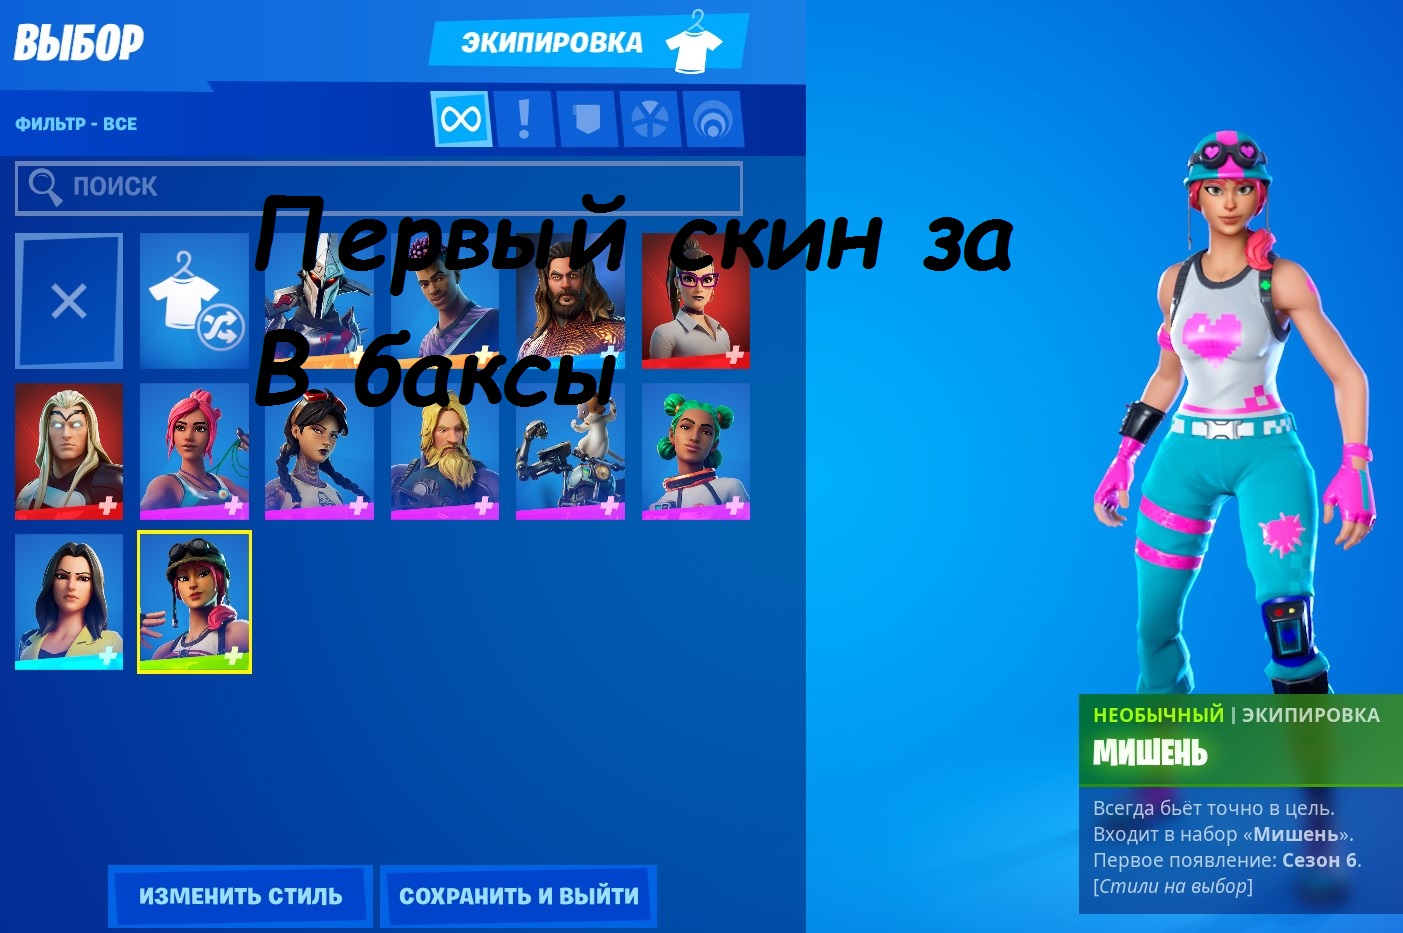 ВЫБОР
ЭКИПИРОВКА
ФИЛЬТР - ВСЕ
ПОИСК
Первый скин за
В баксы
НЕОБЫЧНЫЙ | ЭКИПИРОВКА
МИШЕНЬ
Всегда бьёт точно в цель.
Входит в набор «Мишень».
Первое появление: Сезон 6.
[Стили на выбор]
ИЗМЕНИТЬ СТИЛЬ
СОХРАНИТЬ И ВЫЙТИ